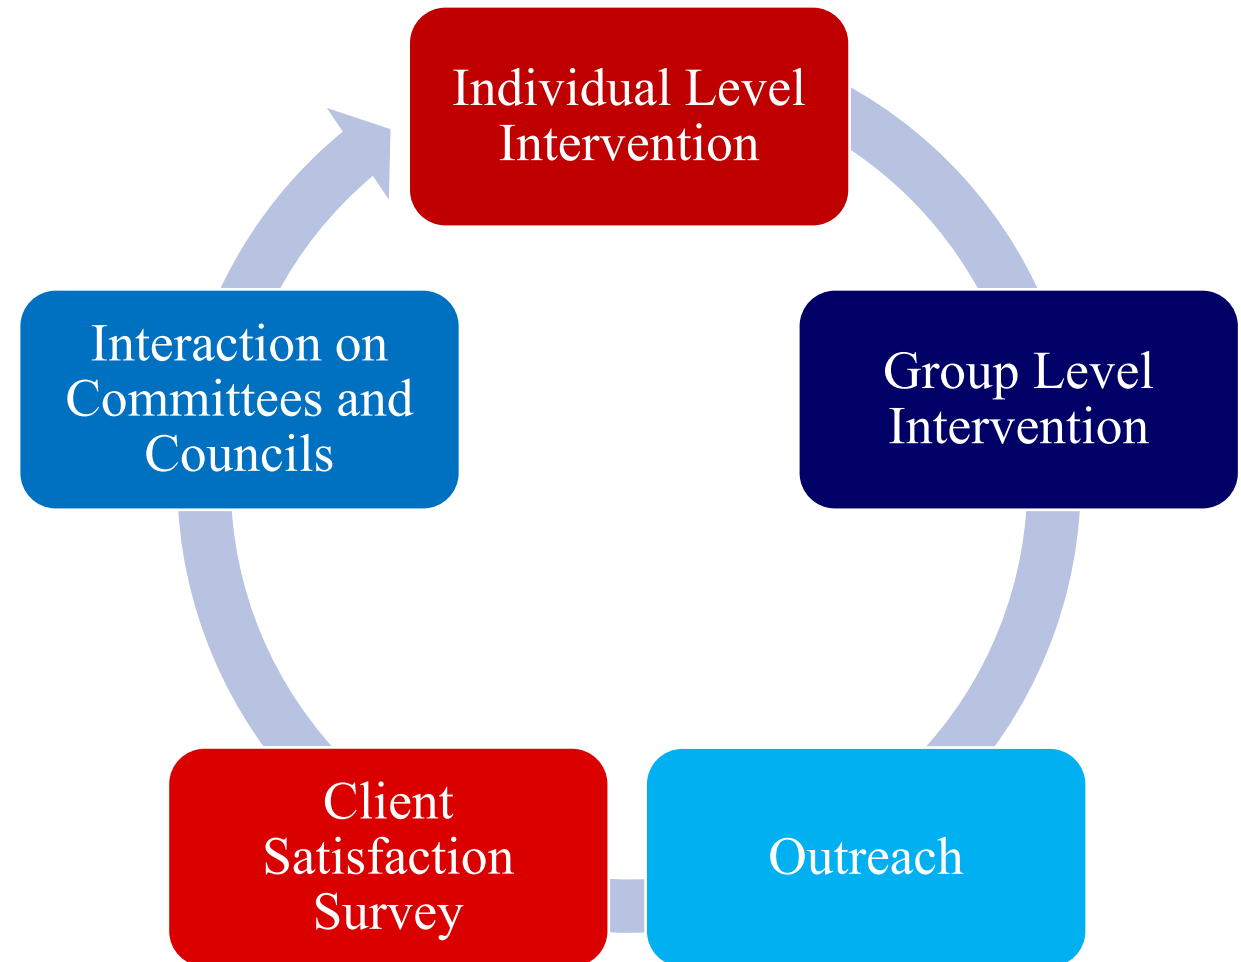 Individual Level
Intervention
Group Level
Intervention
Outreach
Client
Satisfaction
Survey
Interaction on
Committees and
Councils